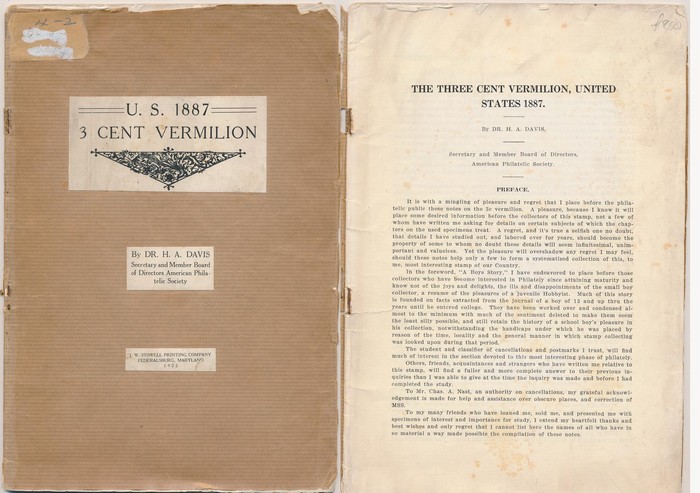 4-2
U. S. 1887
3 CENT VERMILION
By DR. H. A. DAVIS
Secretary and Member Board
of Directors American Phila-
telic Society
J. W. STOWELL PRINTING COMPANY
FEDERALSBURG, MARYLAND
THE THREE CENT VERMILION, UNITED
STATES 1887.
By DR. H. A. DAVIS,
Secretary and Member Board of Directors,
American Philatelic Society.
PREFACE.
It is with a mingling of pleasure and regret that I place before the phila-
telic public these notes on the 3c vermilion. A pleasure, because I know it will
place some desired information before the collectors of this stamp, not a few of
whom have written me asking for details on certain subjects of which the chap-
ters on the used specimens treat. A regret, and it's true a selfish one no doubt,
that details I have studied out, and labored over for years, should become the
property of some to whom no doubt these details will seem infinitesimal, unim-
portant and valueless. Yet the pleasure will overshadow any regret I may feel,
should these notes help only a few to form a systematised collection of this, to
me, most interesting stamp of our Country.
In the foreword, "A Boys Story," I have endeavored to place before those
collectors who have become interested in Philately since attaining maturity and
know not of the joys and delights, the ills and disappointments of the small boy
collector, a resume of the pleasures of a Juvenile Hobbyist. Much of this story
is founded on facts extracted from the journal of a boy of 13 and up thru the
years until he entered college. They have been worked over and condensed al-
most to the minimum with much of the sentiment deleted to make them seem
the least silly possible, and still retain the history of a school boy's pleasure in
his collection, notwithstanding the handicaps under which he was placed by
reason of the time, locality and the general manner in which stamp collecting
was looked upon during that period.
The student and classifier of cancellations and postmarks I trust, will find
much of interest in the section devoted to this most interesting phase of philately.
Others, friends, acquaintances and strangers who have written me relative to
this stamp, will find a fuller and more complete answer to their previous in-
quiries than I was able to give at the time the inquiry was made and before I had
completed the study.
To Mr. Chas. A. Nast, an authority on cancellations, my grateful acknowl-
edgement is made for help and assistance over obscure places, and correction of
MSS.
To my many friends who have loaned me, sold me, and presented me with
specimens of interest and importance for study, I extend my heartfelt thanks and
best wishes and only regret that I cannot list here the names of all who have in
so material a way made possible the compilation of these notes.